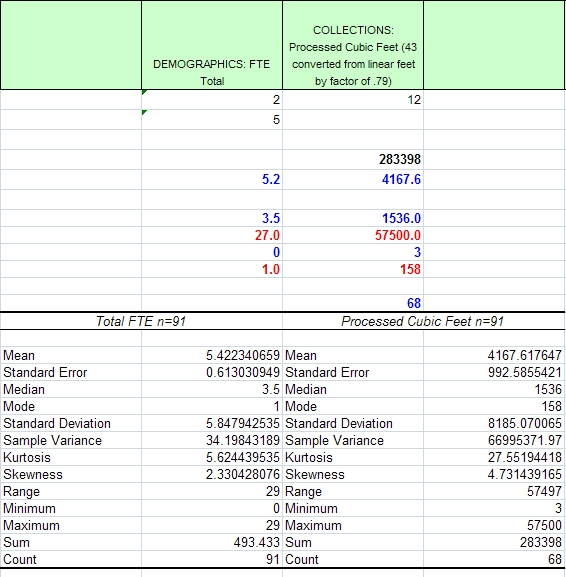 COLLECTIONS:
Processed Cubic Feet (43
DEMOGRAPHICS: FTE converted from linear feet
Total by factor of .79)
2 12
5
283398
5.2 4167.6
3.5 1536.0
27.0 57500.0
0 3
1.0 158
68
Total FTE n=91 Processed Cubic Feet n=91
Mean 5.422340659 Mean 4167.617647
Standard Error 0.613030949 Standard Error 992.5855421
Median 3.5 Median 1536
Mode 1 Mode 158
Standard Deviation 5.847942535 Standard Deviation 8185.070065
Sample Variance 34.19843189 Sample Variance 66995371.97
Kurtosis 5.624439535 Kurtosis 27.55194418
Skewness 2.330428076 Skewness 4.731439165
Range 29 Range 57497
Minimum 0 Minimum 3
Maximum 29 Maximum 57500
Sum 493.433 Sum 283398
Count 91 Count 68